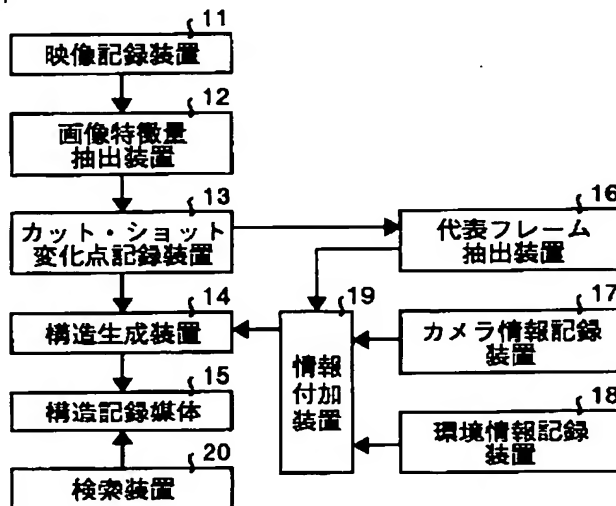 11
映像記録装置
12
画像特徴量
抽出装置
13
カット・ショット
変化点記録装置
14
構造生成装置
15
構造記録媒体
20
検索装置
16
代表フレーム
抽出装置
19
情報
付加
装置
17
カメラ情報記録
装置
18
環境情報記録
装置